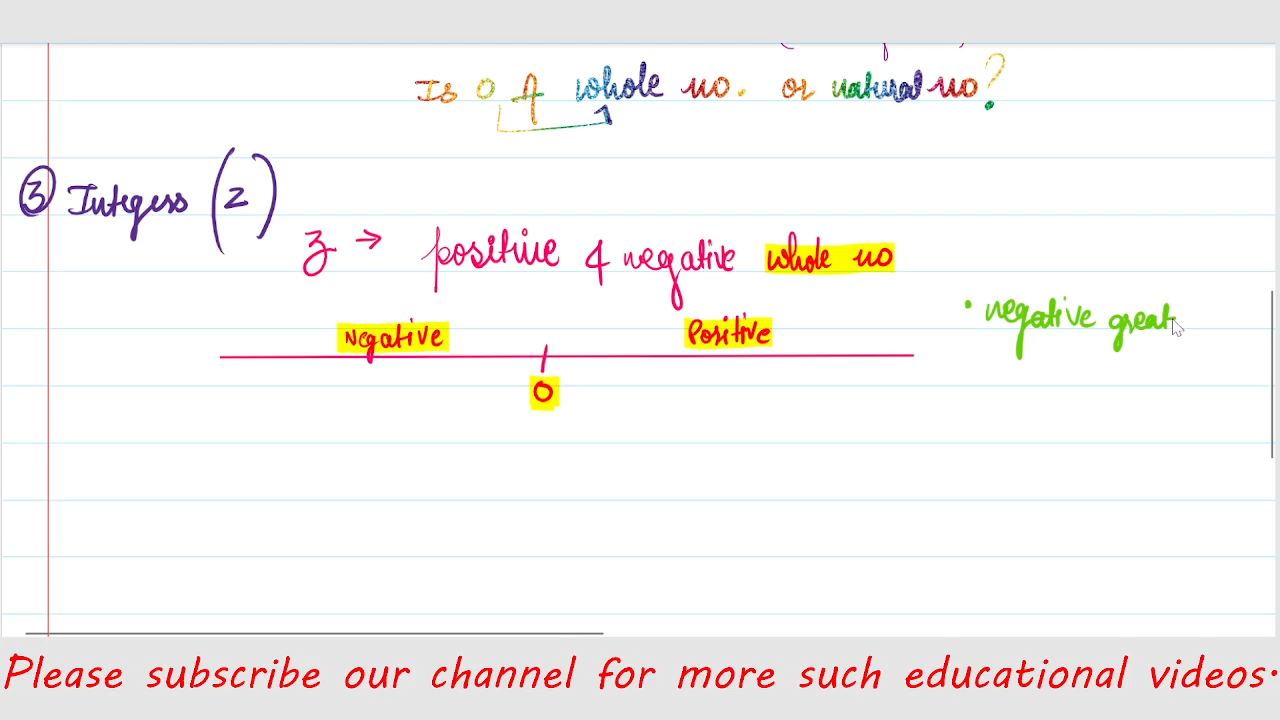 Is 0 A whole no. or natural no?
③ Integess (Z)
z → positive & negative whole no
• negative great
Negative Positive
0
Please subscribe our channel for more such educational videos.